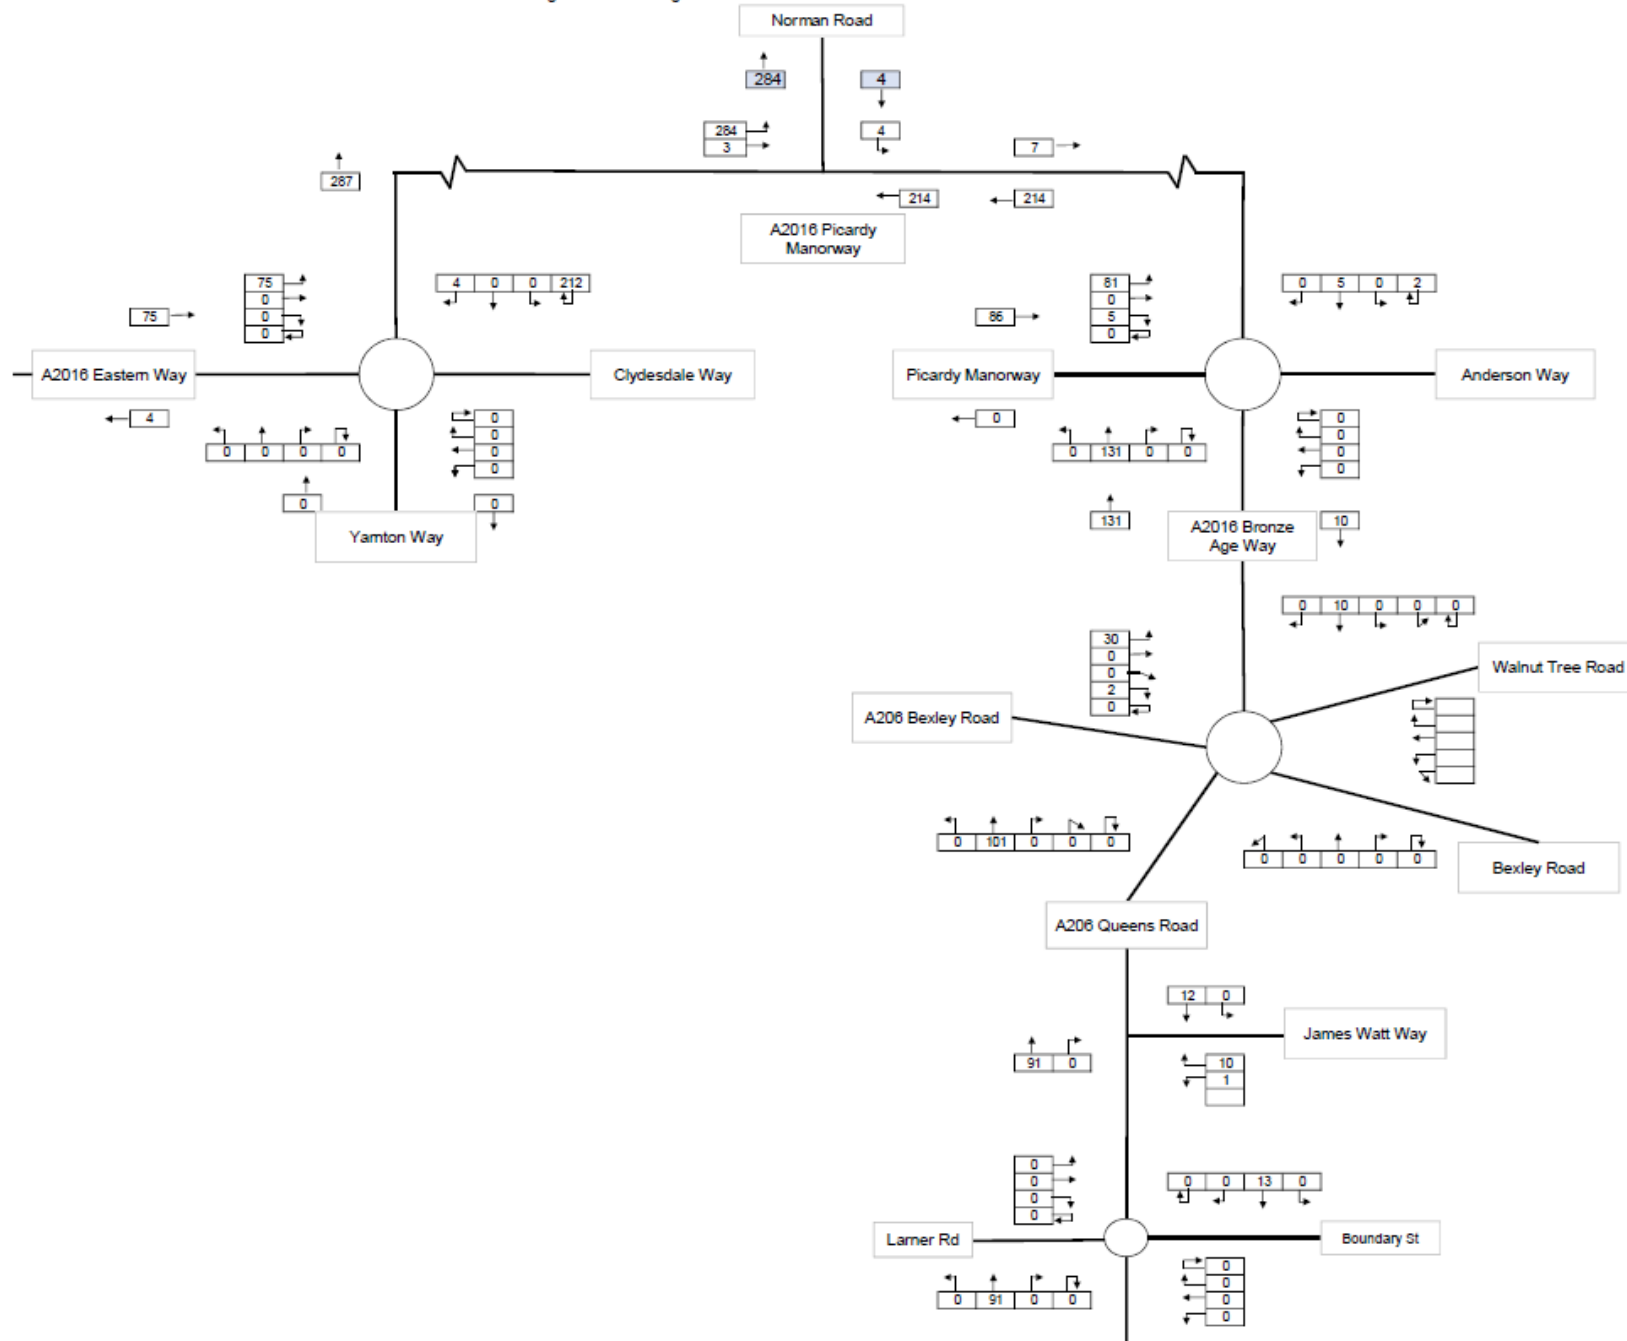 Norman Road
284 4
284 4
3 7
287
214 214
A2016 Picardy
Manorway
75 4 0 0 212 81 0 5 0 2
0 0
75 0 86 5
0 0
A2016 Eastern Way Clydesdale Way Picardy Manorway Anderson Way
4 0 0 0
0 0
0 0 0 0 0 0 131 0 0 0
0 0
0 0
Yarnton Way
131 A2016 Bronze 10
Age Way
0 10 0 0 0
30
0
0
2
0
Walnut Tree Road
A206 Bexley Road
0 101 0 0 0
0 0 0 0 0
Bexley Road
A206 Queens Road
12 0
James Watt Way
91 0 10
1
0
0 0 0 13 0
0
0
Larner Rd Boundary St
0
0
0 91 0 0 0
0